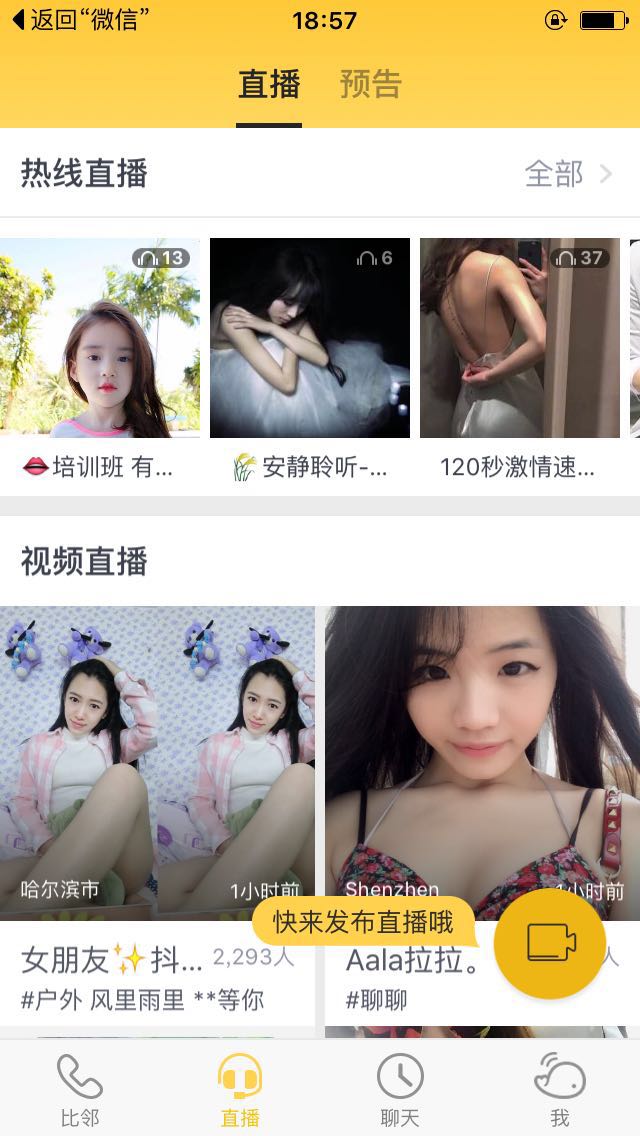 返回“微信”
18:57
直播 预告
热线直播 全部
13
6
37
👄培训班 有...
🌾安静聆听-...
120秒激情速...
视频直播
哈尔滨市 1小时前
Shenzhen 1小时前
快来发布直播哦
女朋友✨抖... 2,293人
#户外 风里雨里 **等你
Aala拉拉。 人
#聊聊
比邻 直播 聊天 我